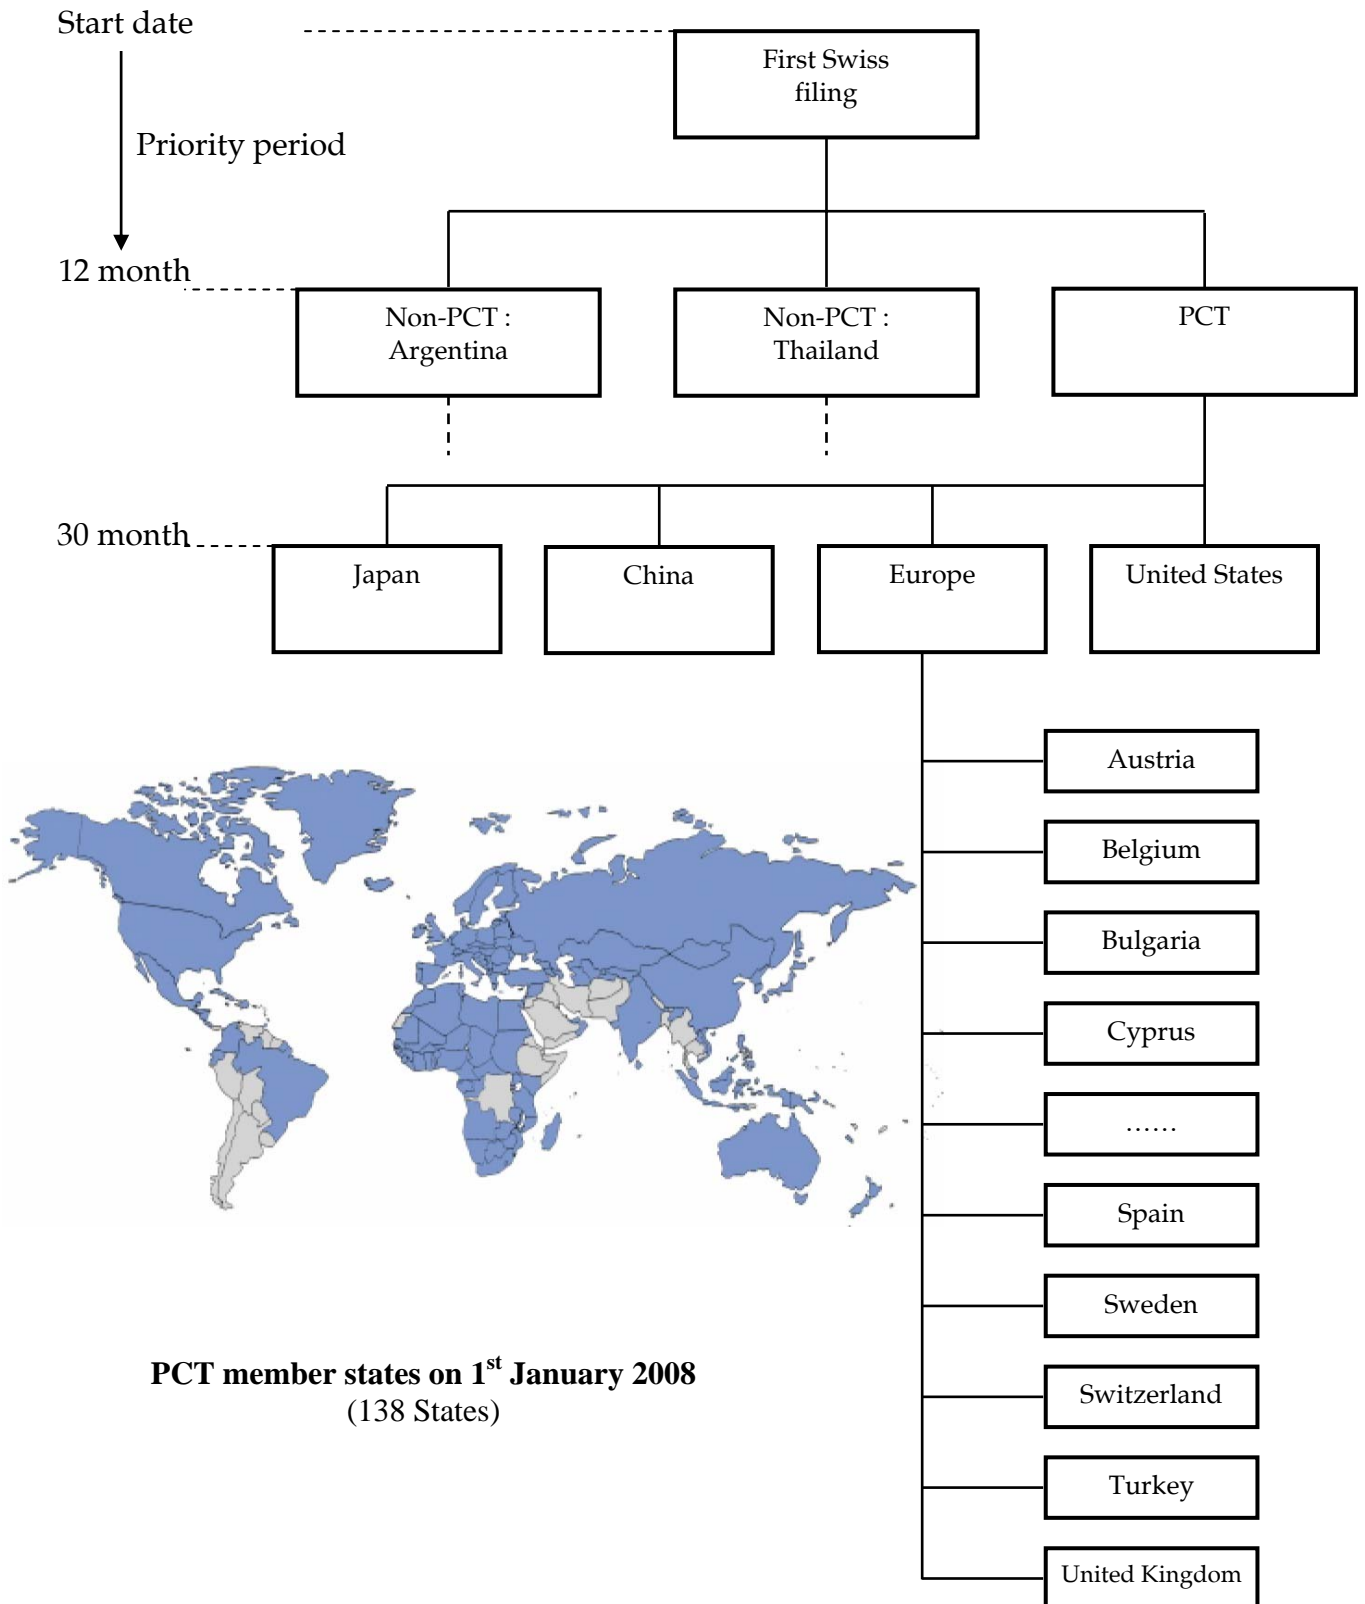 Start date
First Swiss
filing
Priority period
12 month
Non-PCT :
Argentina
Non-PCT :
Thailand
PCT
30 month
Japan
China
Europe
United States
Austria
Belgium
Bulgaria
Cyprus
......
Spain
Sweden
Switzerland
Turkey
United Kingdom
PCT member states on 1st January 2008
(138 States)